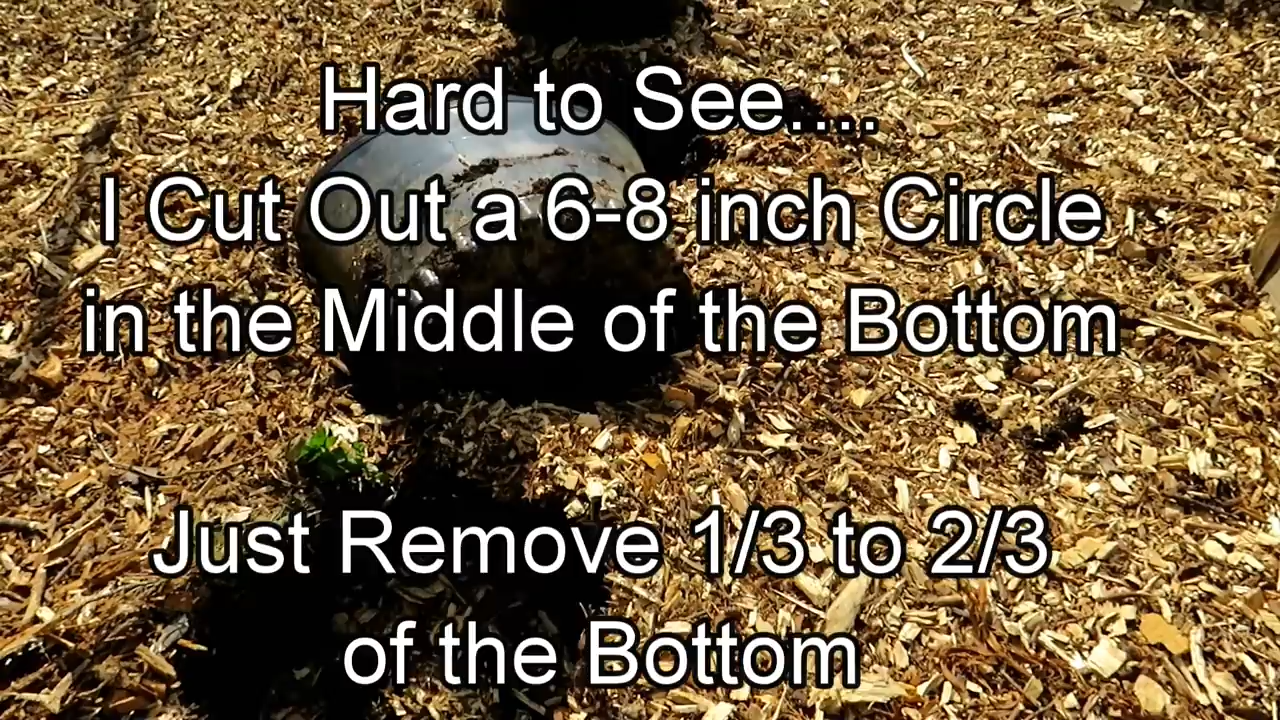 Hard to See....
I Cut Out a 6-8 inch Circle
in the Middle of the Bottom
Just Remove 1/3 to 2/3
of the Bottom